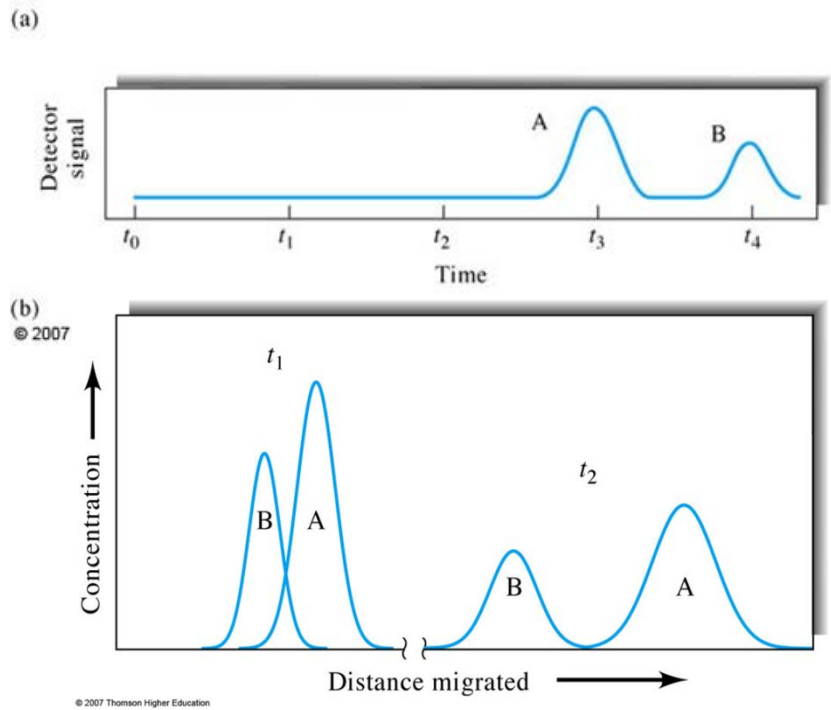 (a)
Detector
signal
A
B
t0 t1 t2 t3 t4
Time
(b)
© 2007
t1
t2
Concentration
B A
B A
Distance migrated
© 2007 Thomson Higher Education